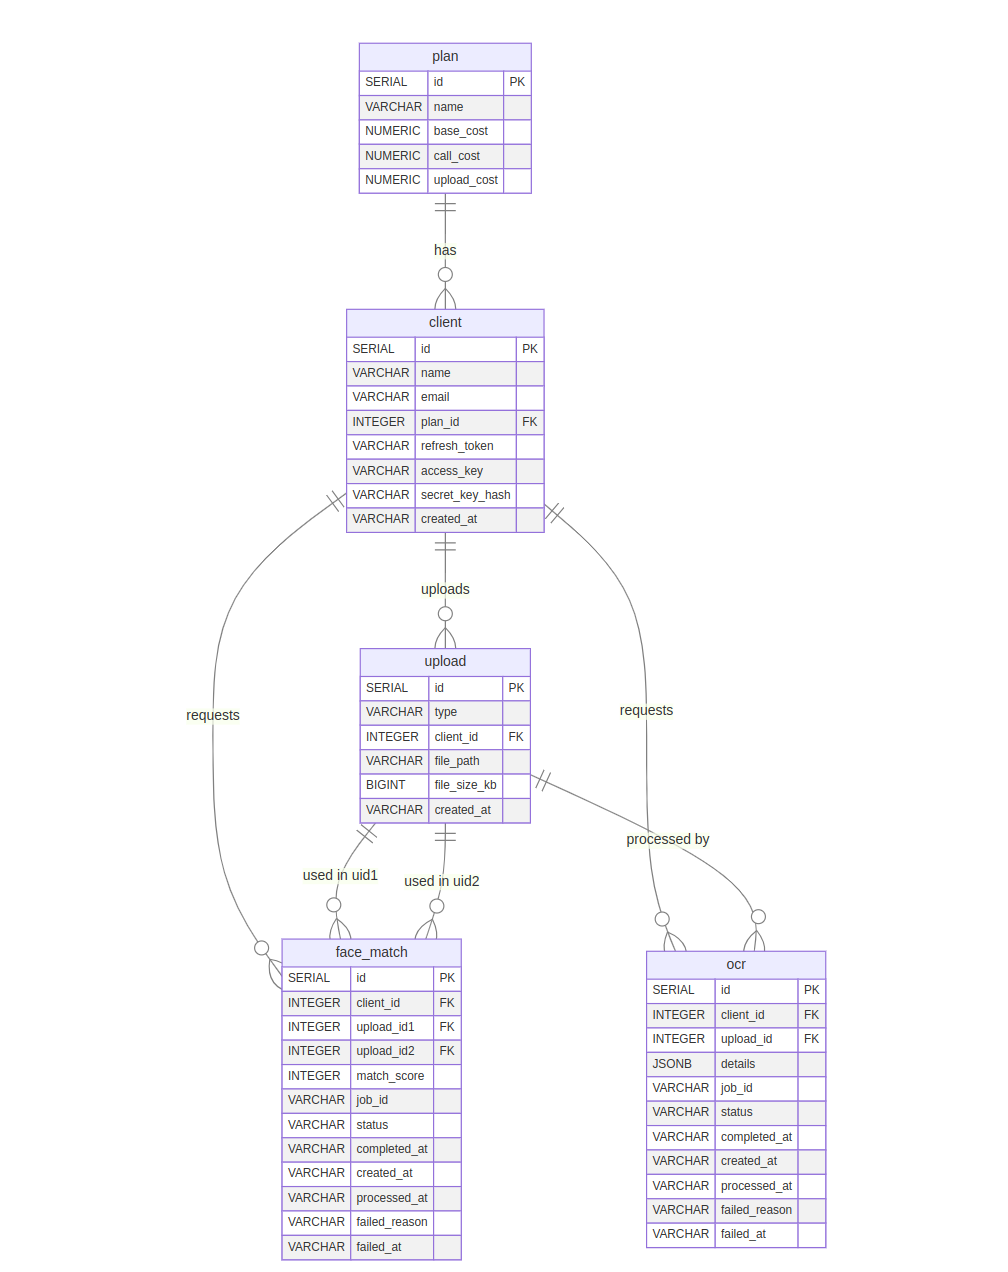 plan
SERIAL id PK
VARCHAR name
NUMERIC base_cost
NUMERIC call_cost
NUMERIC upload_cost
has
client
SERIAL id PK
VARCHAR name
VARCHAR email
INTEGER plan_id FK
VARCHAR refresh_token
VARCHAR access_key
VARCHAR secret_key_hash
VARCHAR created_at
uploads
upload
SERIAL id PK
VARCHAR type
INTEGER client_id FK
VARCHAR file_path
BIGINT file_size_kb
VARCHAR created_at
requests
requests
processed by
used in uid1
used in uid2
face_match
SERIAL id PK
INTEGER client_id FK
INTEGER upload_id1 FK
INTEGER upload_id2 FK
INTEGER match_score
VARCHAR job_id
VARCHAR status
VARCHAR completed_at
VARCHAR created_at
VARCHAR processed_at
VARCHAR failed_reason
VARCHAR failed_at
ocr
SERIAL id PK
INTEGER client_id FK
INTEGER upload_id FK
JSONB details
VARCHAR job_id
VARCHAR status
VARCHAR completed_at
VARCHAR created_at
VARCHAR processed_at
VARCHAR failed_reason
VARCHAR failed_at